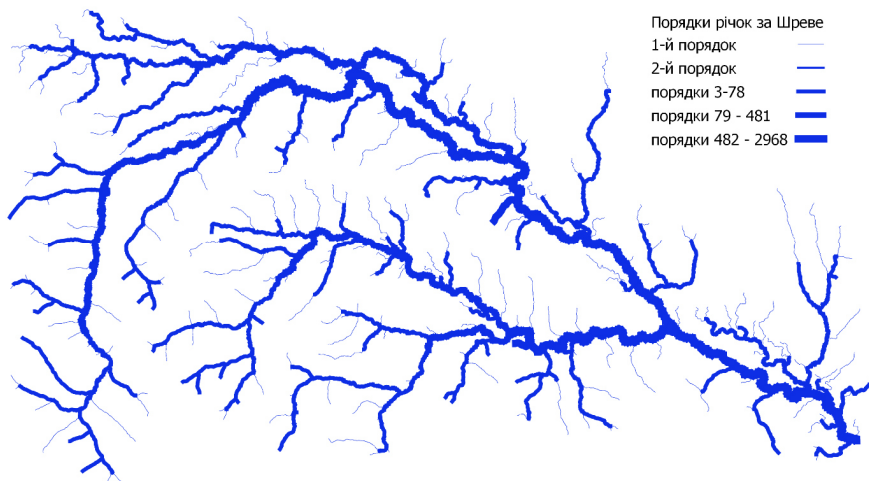 Порядки річок за Шреве
1-й порядок
2-й порядок
порядки 3-78
порядки 79 - 481
порядки 482 - 2968